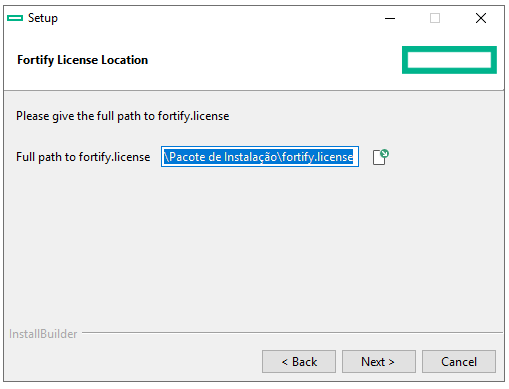 Setup
Fortify License Location
Please give the full path to fortify.license
Full path to fortify.license \Pacote de Instalação\fortify.license
InstallBuilder
< Back Next > Cancel